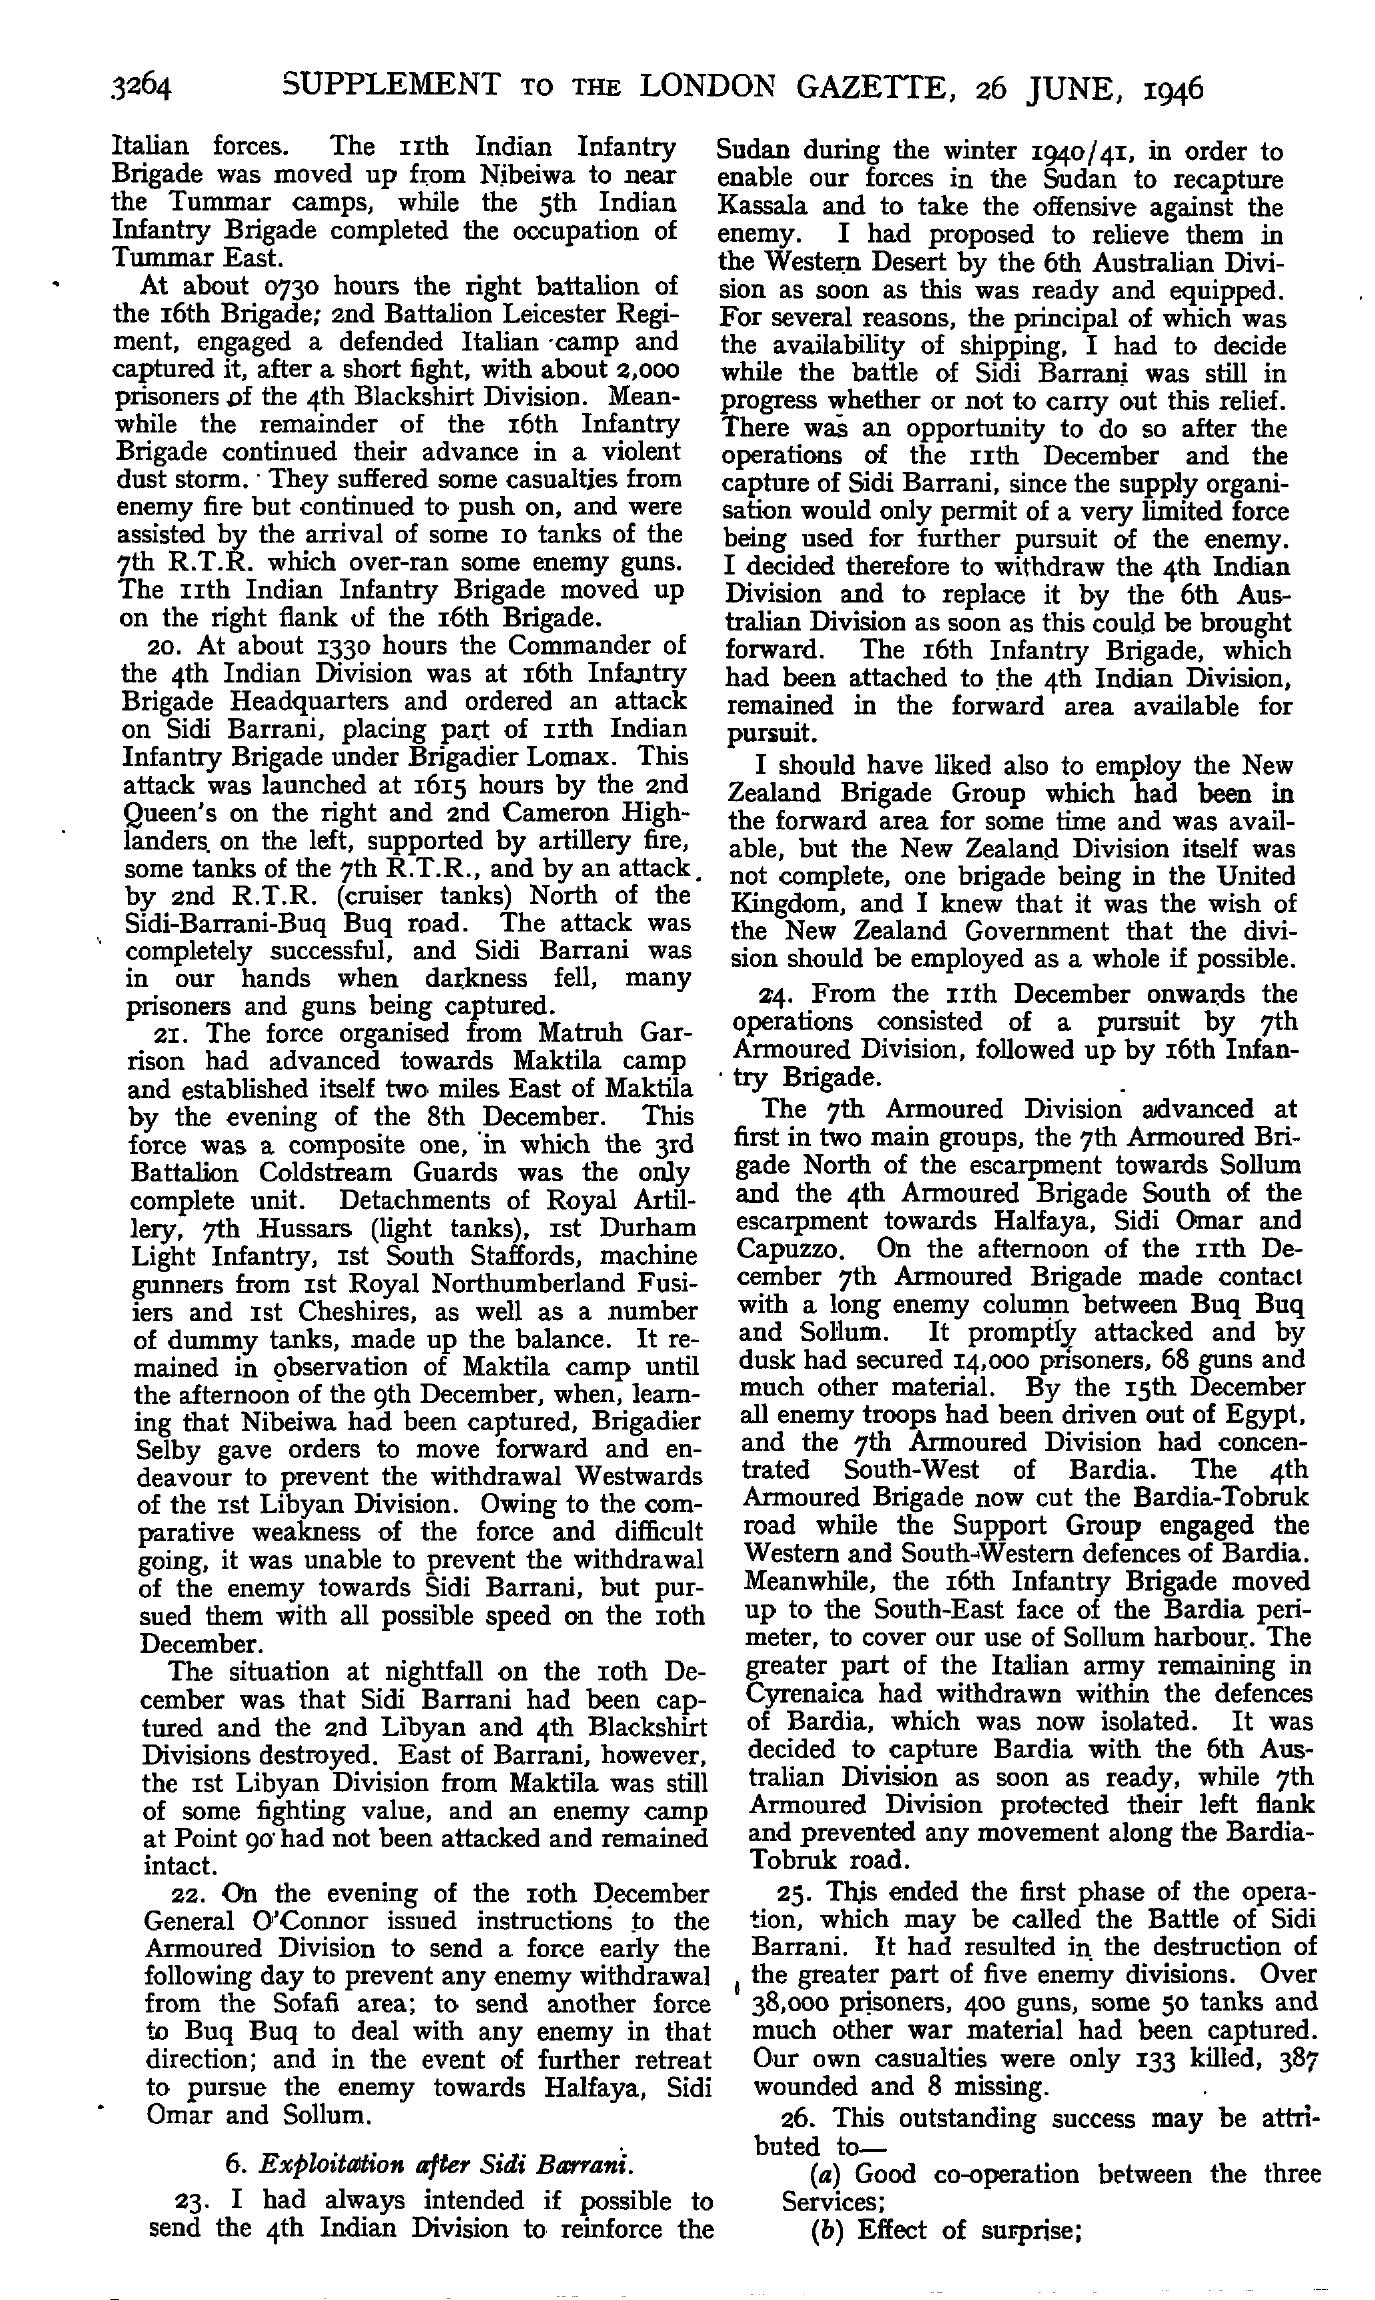 3264 SUPPLEMENT TO THE LONDON GAZETTE, 26 JUNE, 1946
Italian forces. The 11th Indian Infantry
Brigade was moved up from Nibeiwa to near
the Tummar camps, while the 5th Indian
Infantry Brigade completed the occupation of
Tummar East.
At about 0730 hours the right battalion of
the 16th Brigade; 2nd Battalion Leicester Regi-
ment, engaged a defended Italian camp and
captured it, after a short fight, with about 2,000
prisoners of the 4th Blackshirt Division. Mean-
while the remainder of the 16th Infantry
Brigade continued their advance in a violent
dust storm. They suffered some casualties from
enemy fire but continued to push on, and were
assisted by the arrival of some 10 tanks of the
7th R.T.R. which over-ran some enemy guns.
The 11th Indian Infantry Brigade moved up
on the right flank of the 16th Brigade.
20. At about 1330 hours the Commander of
the 4th Indian Division was at 16th Infantry
Brigade Headquarters and ordered an attack
on Sidi Barrani, placing part of 11th Indian
Infantry Brigade under Brigadier Lomax. This
attack was launched at 1615 hours by the 2nd
Queen's on the right and 2nd Cameron High-
landers on the left, supported by artillery fire,
some tanks of the 7th R.T.R., and by an attack
by 2nd R.T.R. (cruiser tanks) North of the
Sidi-Barrani-Buq Buq road. The attack was
completely successful, and Sidi Barrani was
in our hands when darkness fell, many
prisoners and guns being captured.
21. The force organised from Matruh Gar-
rison had advanced towards Maktila camp
and established itself two miles East of Maktila
by the evening of the 8th December. This
force was a composite one, in which the 3rd
Battalion Coldstream Guards was the only
complete unit. Detachments of Royal Artil-
lery, 7th Hussars (light tanks), 1st Durham
Light Infantry, 1st South Staffords, machine
gunners from 1st Royal Northumberland Fusi-
iers and 1st Cheshires, as well as a number
of dummy tanks, made up the balance. It re-
mained in observation of Maktila camp until
the afternoon of the 9th December, when, learn-
ing that Nibeiwa had been captured, Brigadier
Selby gave orders to move forward and en-
deavour to prevent the withdrawal Westwards
of the 1st Libyan Division. Owing to the com-
parative weakness of the force and difficult
going, it was unable to prevent the withdrawal
of the enemy towards Sidi Barrani, but pur-
sued them with all possible speed on the 10th
December.
The situation at nightfall on the 10th De-
cember was that Sidi Barrani had been cap-
tured and the 2nd Libyan and 4th Blackshirt
Divisions destroyed. East of Barrani, however,
the 1st Libyan Division from Maktila was still
of some fighting value, and an enemy camp
at Point 90 had not been attacked and remained
intact.
22. On the evening of the 10th December
General O'Connor issued instructions to the
Armoured Division to send a force early the
following day to prevent any enemy withdrawal
from the Sofafi area; to send another force
to Buq Buq to deal with any enemy in that
direction; and in the event of further retreat
to pursue the enemy towards Halfaya, Sidi
Omar and Sollum.
6. Exploitation after Sidi Barrani.
23. I had always intended if possible to
send the 4th Indian Division to reinforce the
Sudan during the winter 1940/41, in order to
enable our forces in the Sudan to recapture
Kassala and to take the offensive against the
enemy. I had proposed to relieve them in
the Western Desert by the 6th Australian Divi-
sion as soon as this was ready and equipped.
For several reasons, the principal of which was
the availability of shipping, I had to decide
while the battle of Sidi Barrani was still in
progress whether or not to carry out this relief.
There was an opportunity to do so after the
operations of the 11th December and the
capture of Sidi Barrani, since the supply organi-
sation would only permit of a very limited force
being used for further pursuit of the enemy.
I decided therefore to withdraw the 4th Indian
Division and to replace it by the 6th Aus-
tralian Division as soon as this could be brought
forward. The 16th Infantry Brigade, which
had been attached to the 4th Indian Division,
remained in the forward area available for
pursuit.
I should have liked also to employ the New
Zealand Brigade Group which had been in
the forward area for some time and was avail-
able, but the New Zealand Division itself was
not complete, one brigade being in the United
Kingdom, and I knew that it was the wish of
the New Zealand Government that the divi-
sion should be employed as a whole if possible.
24. From the 11th December onwards the
operations consisted of a pursuit by 7th
Armoured Division, followed up by 16th Infan-
try Brigade.
The 7th Armoured Division advanced at
first in two main groups, the 7th Armoured Bri-
gade North of the escarpment towards Sollum
and the 4th Armoured Brigade South of the
escarpment towards Halfaya, Sidi Omar and
Capuzzo. On the afternoon of the 11th De-
cember 7th Armoured Brigade made contact
with a long enemy column between Buq Buq
and Sollum. It promptly attacked and by
dusk had secured 14,000 prisoners, 68 guns and
much other material. By the 15th December
all enemy troops had been driven out of Egypt,
and the 7th Armoured Division had concen-
trated South-West of Bardia. The 4th
Armoured Brigade now cut the Bardia-Tobruk
road while the Support Group engaged the
Western and South-Western defences of Bardia.
Meanwhile, the 16th Infantry Brigade moved
up to the South-East face of the Bardia peri-
meter, to cover our use of Sollum harbour. The
greater part of the Italian army remaining in
Cyrenaica had withdrawn within the defences
of Bardia, which was now isolated. It was
decided to capture Bardia with the 6th Aus-
tralian Division as soon as ready, while 7th
Armoured Division protected their left flank
and prevented any movement along the Bardia-
Tobruk road.
25. This ended the first phase of the opera-
tion, which may be called the Battle of Sidi
Barrani. It had resulted in the destruction of
the greater part of five enemy divisions. Over
38,000 prisoners, 400 guns, some 50 tanks and
much other war material had been captured.
Our own casualties were only 133 killed, 387
wounded and 8 missing.
26. This outstanding success may be attri-
buted to—
(a) Good co-operation between the three
Services;
(b) Effect of surprise;